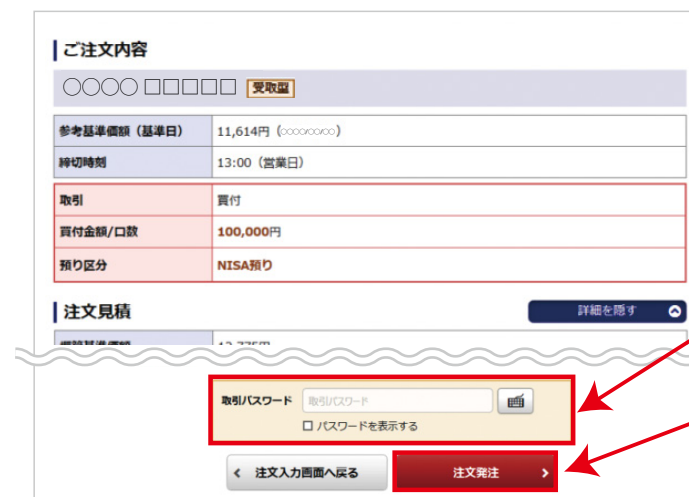 ご注文内容
○○○○ □□□□□ 受取型
参考基準価額（基準日） 11,614円（○○○○/○○/○○）
締切時刻 13:00（営業日）
取引 買付
買付金額/口数 100,000円
預り区分 NISA預り
注文見積 詳細を隠す
取引パスワード 取引パスワード
パスワードを表示する
注文入力画面へ戻る 注文発注